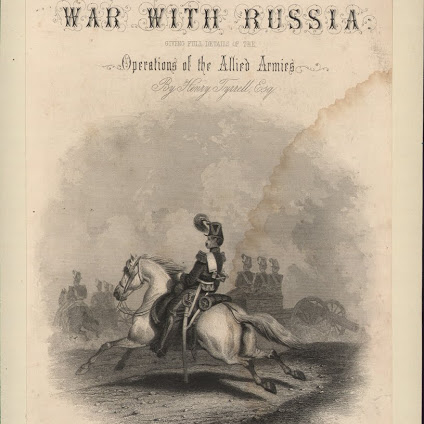 WAR WITH RUSSIA.
GIVING FULL DETAILS OF THE
Operations of the Allied Armies
By Henry Tyrrell, Esq.